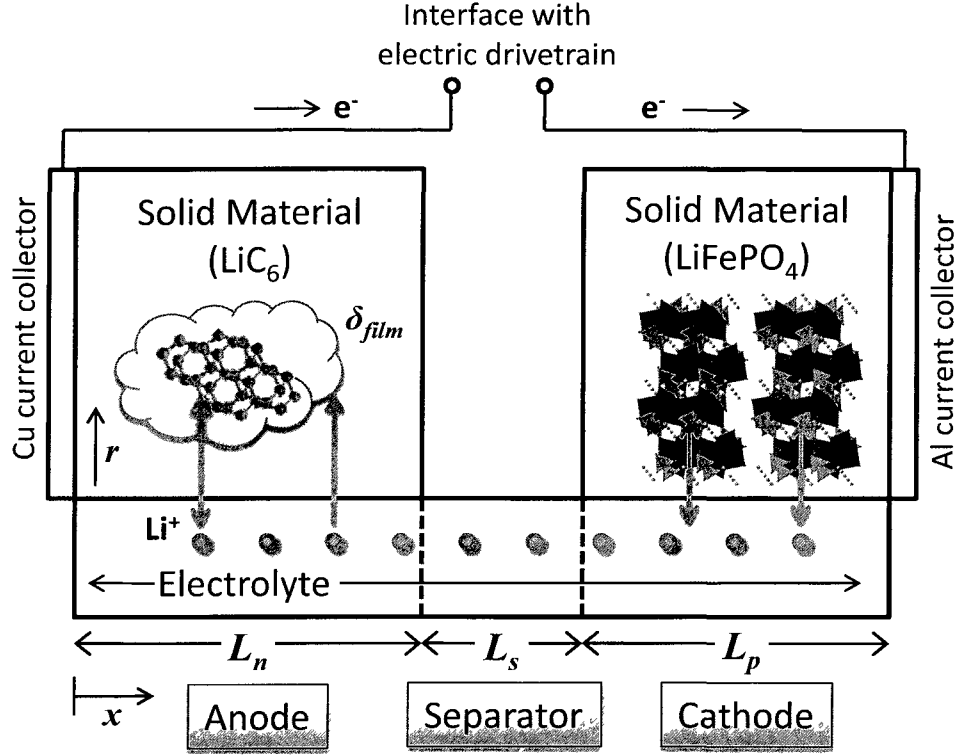 Interface with
electric drivetrain
e⁻
e⁻
Cu current collector
Solid Material
(LiC₆)
Solid Material
(LiFePO₄)
Al current collector
δ_film
r
Li⁺
Electrolyte
Lₙ
Lₛ
Lₚ
x
Anode
Separator
Cathode